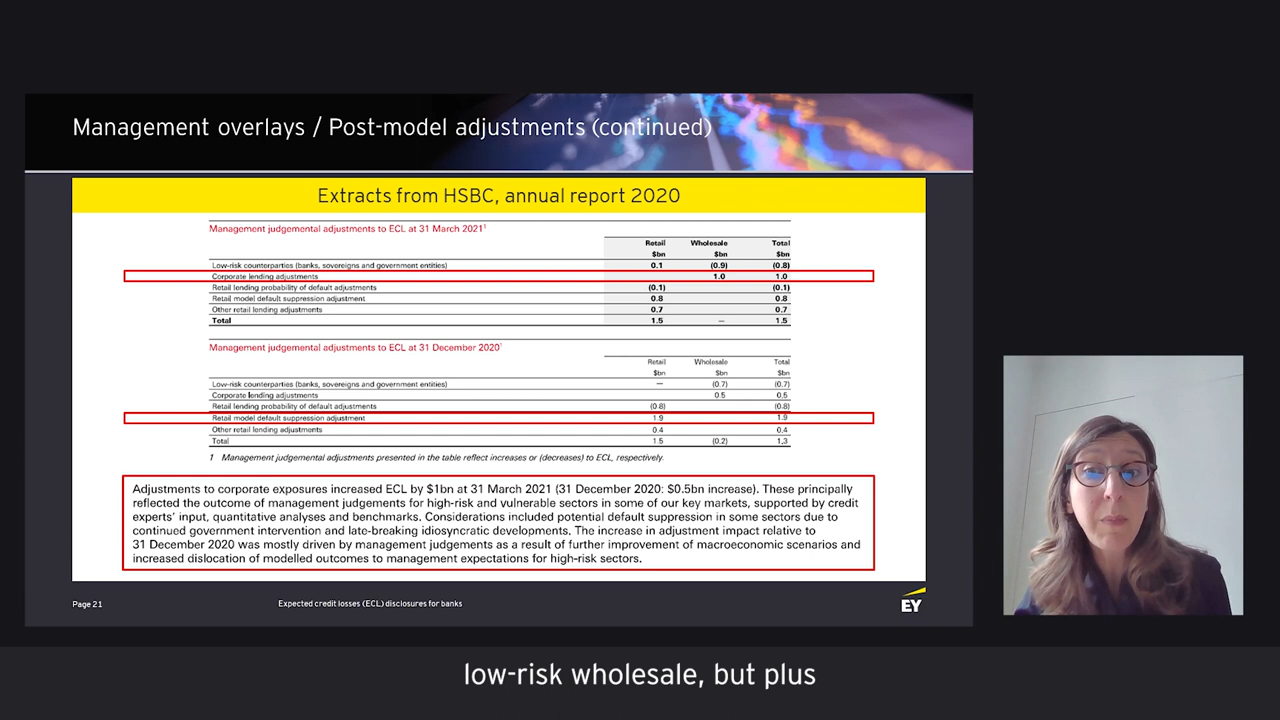 Management overlays / Post-model adjustments (continued)
Extracts from HSBC, annual report 2020
Management judgemental adjustments to ECL at 31 March 2021¹
Retail Wholesale Total
$bn $bn $bn
Low-risk counterparties (banks, sovereigns and government entities) 0.1 (0.9) (0.8)
Corporate lending adjustments 1.0 1.0
Retail lending probability of default adjustments (0.1) (0.1)
Retail model default suppression adjustment 0.8 0.8
Other retail lending adjustments 0.7 0.7
Total 1.5 — 1.5
Management judgemental adjustments to ECL at 31 December 2020¹
Retail Wholesale Total
$bn $bn $bn
Low-risk counterparties (banks, sovereigns and government entities) — (0.7) (0.7)
Corporate lending adjustments 0.5 0.5
Retail lending probability of default adjustments (0.8) (0.8)
Retail model default suppression adjustment 1.9 1.9
Other retail lending adjustments 0.4 0.4
Total 1.5 (0.2) 1.3
1 Management judgemental adjustments presented in the table reflect increases or (decreases) to ECL, respectively.
Adjustments to corporate exposures increased ECL by $1bn at 31 March 2021 (31 December 2020: $0.5bn increase). These principally
reflected the outcome of management judgements for high-risk and vulnerable sectors in some of our key markets, supported by credit
experts' input, quantitative analyses and benchmarks. Considerations included potential default suppression in some sectors due to
continued government intervention and late-breaking idiosyncratic developments. The increase in adjustment impact relative to
31 December 2020 was mostly driven by management judgements as a result of further improvement of macroeconomic scenarios and
increased dislocation of modelled outcomes to management expectations for high-risk sectors.
Page 21
Expected credit losses (ECL) disclosures for banks
EY
low-risk wholesale, but plus